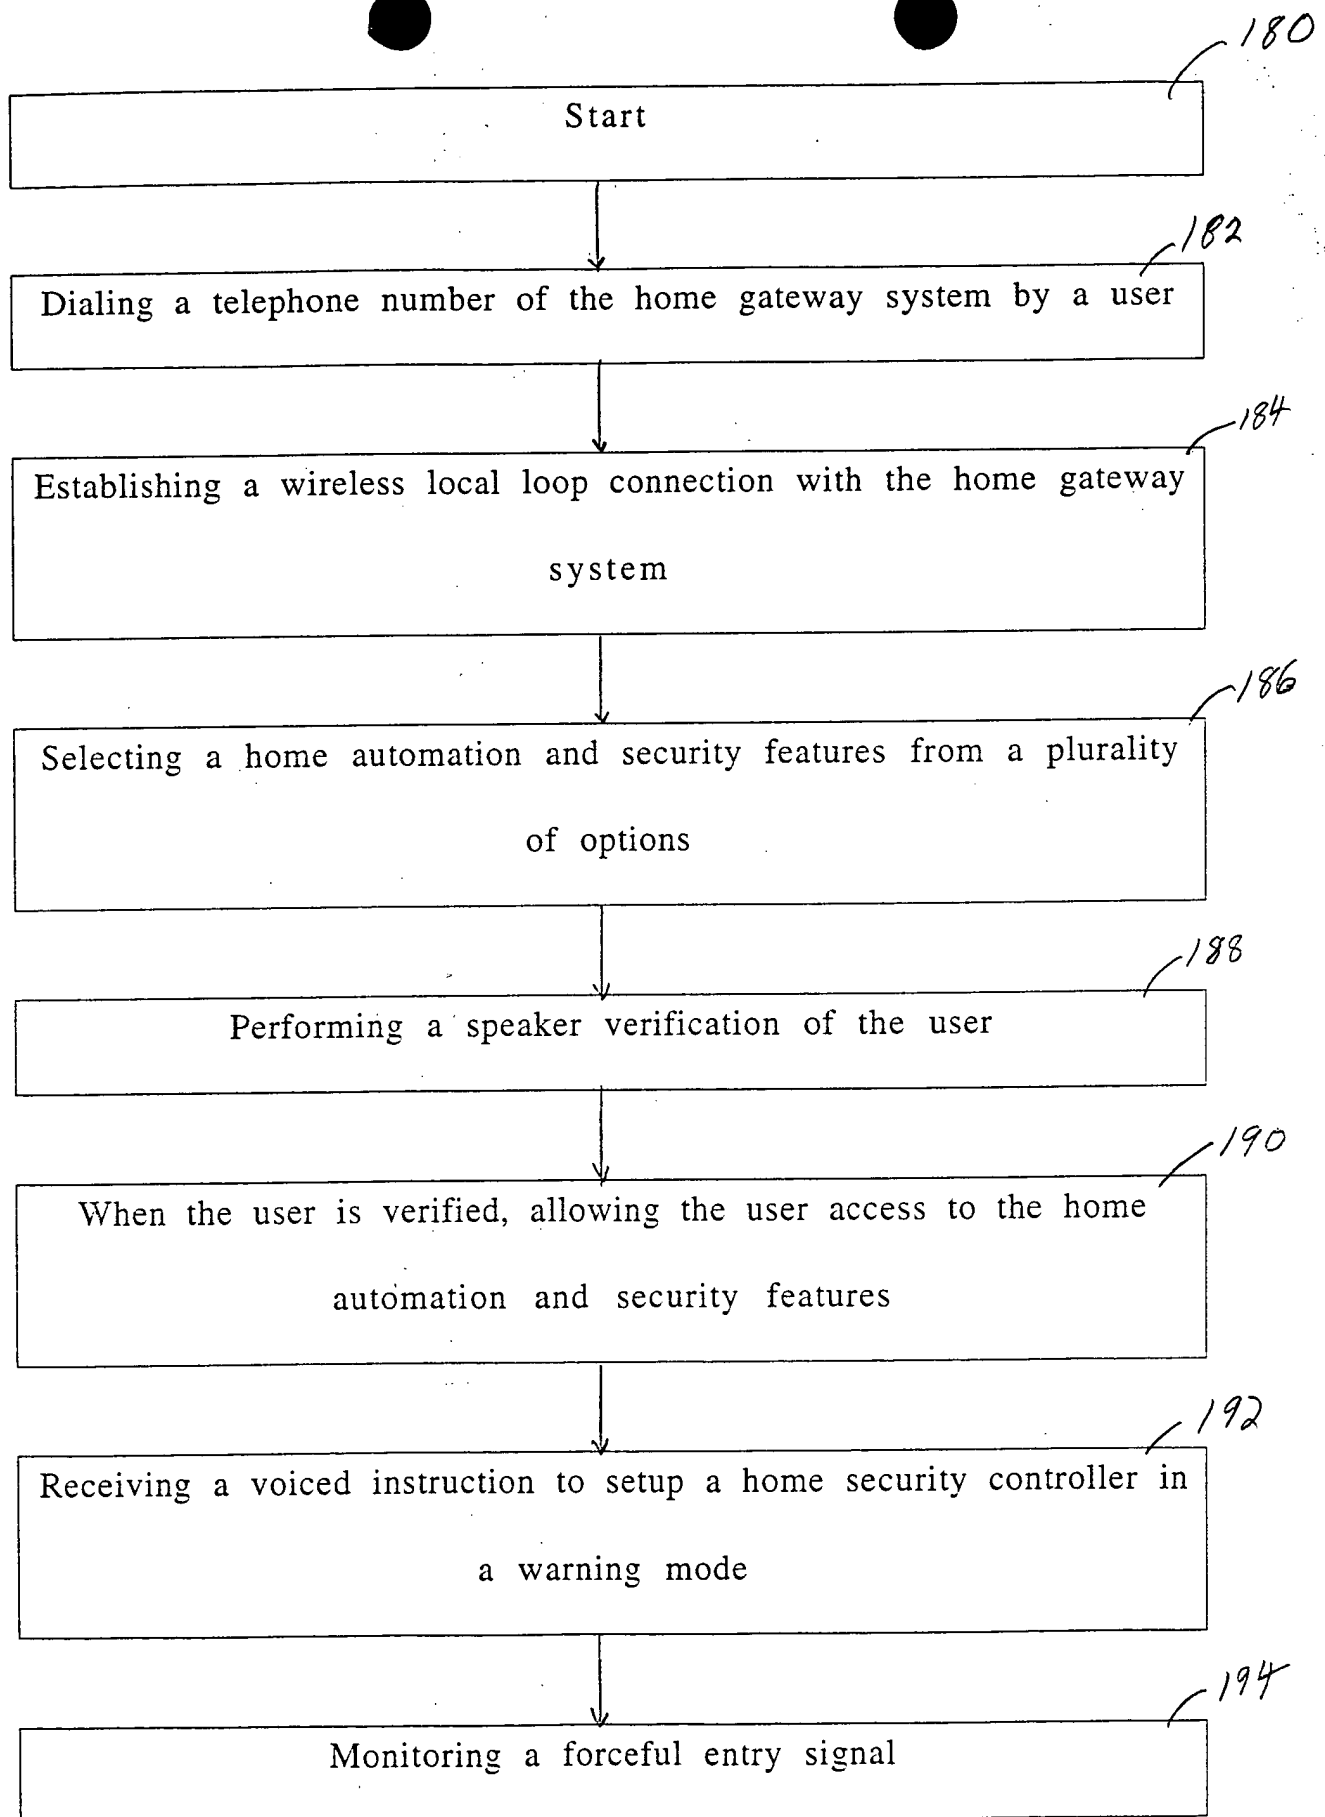 180
Start
182
Dialing a telephone number of the home gateway system by a user
184
Establishing a wireless local loop connection with the home gateway
system
186
Selecting a home automation and security features from a plurality
of options
188
Performing a speaker verification of the user
190
When the user is verified, allowing the user access to the home
automation and security features
192
Receiving a voiced instruction to setup a home security controller in
a warning mode
194
Monitoring a forceful entry signal